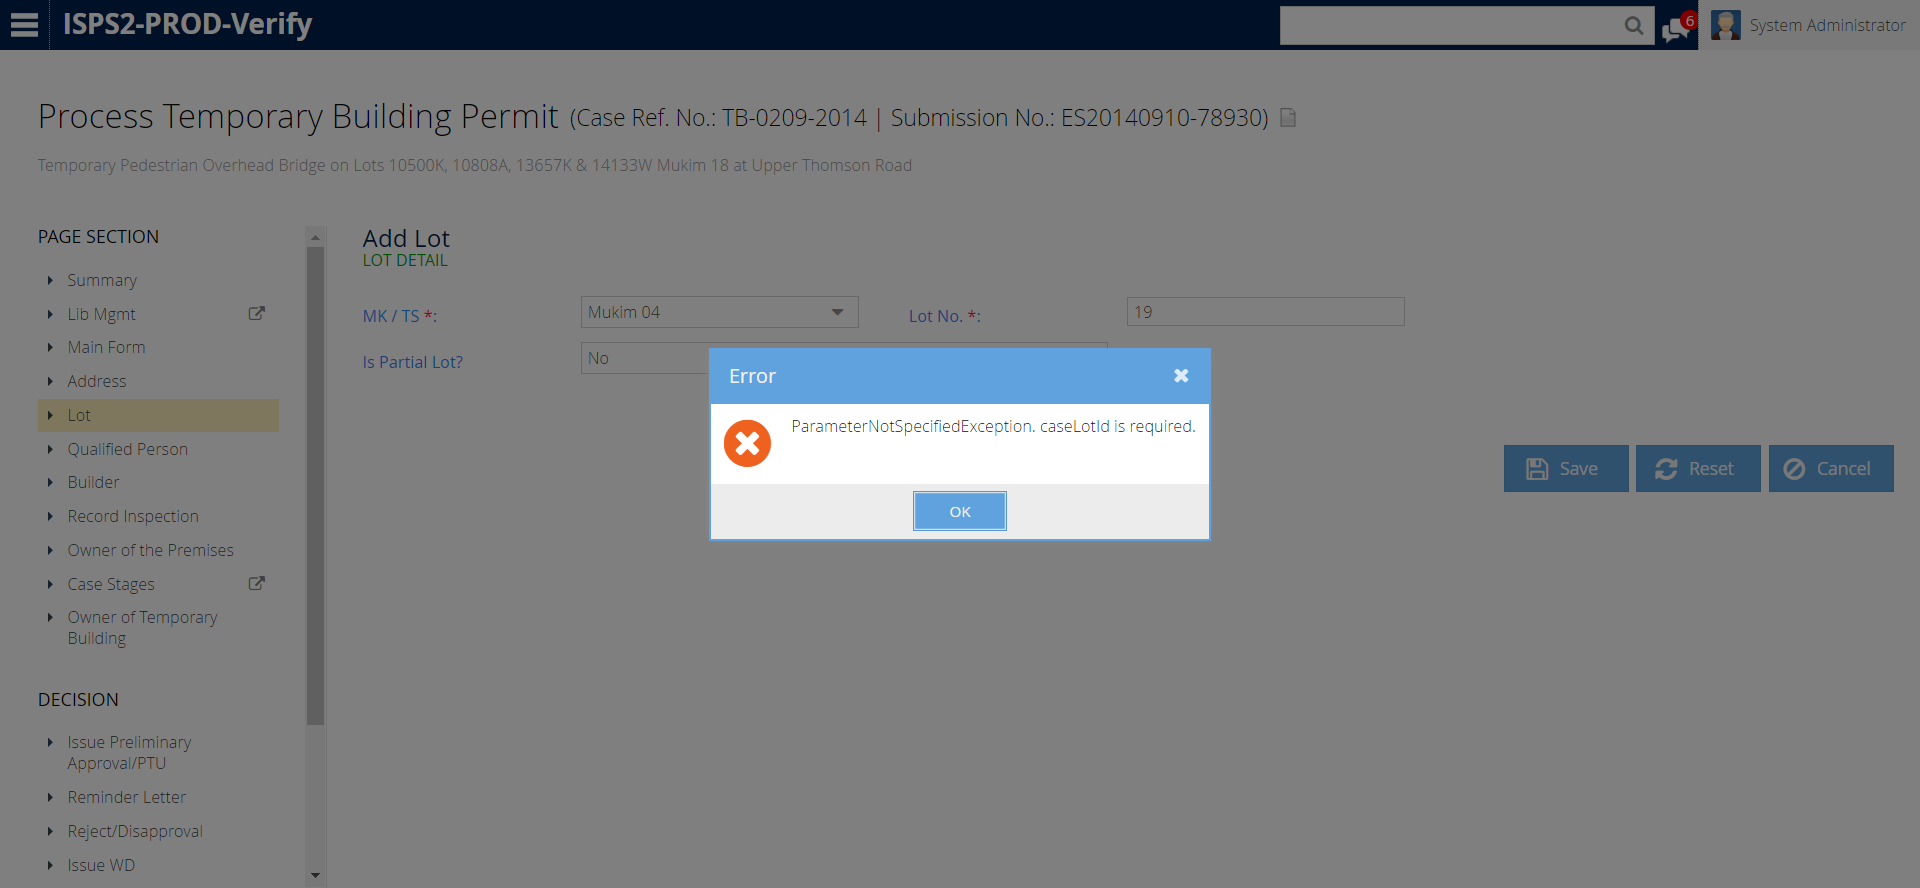 ISPS2-PROD-Verify
6
System Administrator
Process Temporary Building Permit (Case Ref. No.: TB-0209-2014 | Submission No.: ES20140910-78930)
Temporary Pedestrian Overhead Bridge on Lots 10500K, 10808A, 13657K & 14133W Mukim 18 at Upper Thomson Road
PAGE SECTION
Summary
Lib Mgmt
Main Form
Address
Lot
Qualified Person
Builder
Record Inspection
Owner of the Premises
Case Stages
Owner of Temporary
Building
DECISION
Issue Preliminary
Approval/PTU
Reminder Letter
Reject/Disapproval
Issue WD
Add Lot
LOT DETAIL
MK / TS *:
Mukim 04
Lot No. *:
19
Is Partial Lot?
No
Error
ParameterNotSpecifiedException. caseLotId is required.
OK
Save
Reset
Cancel